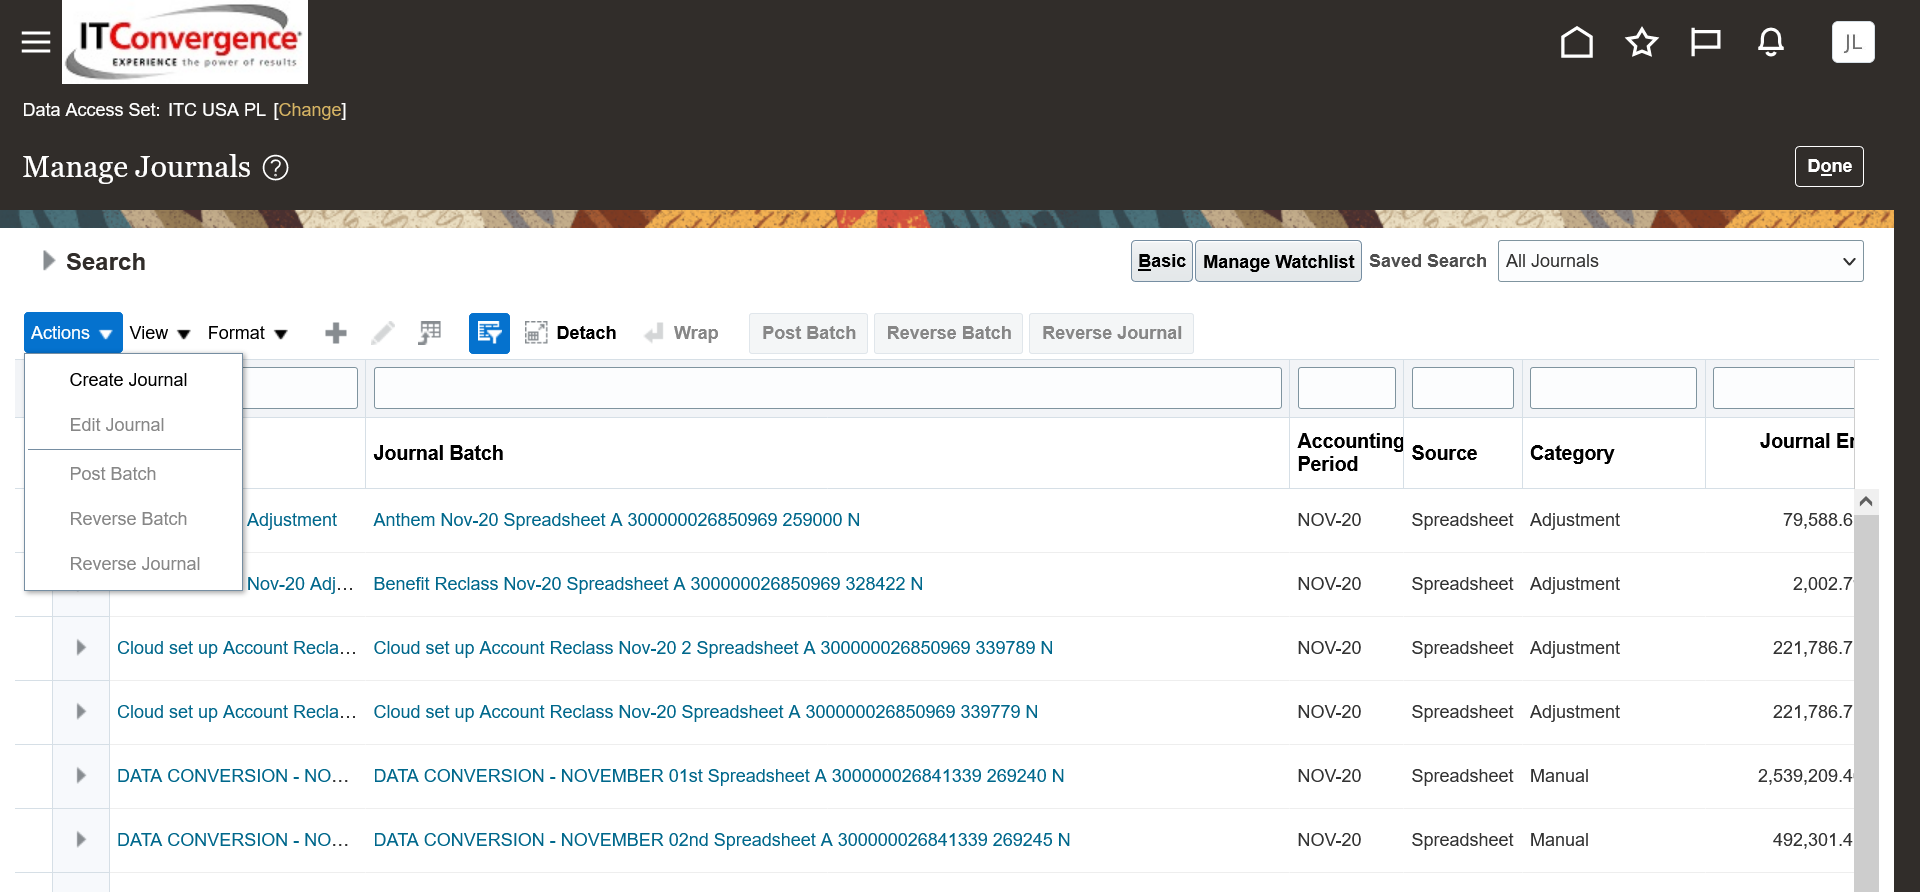 ITConvergence
EXPERIENCE the power of results
JL
Data Access Set: ITC USA PL [Change]
Manage Journals ?
Done
Search
Basic
Manage Watchlist
Saved Search
All Journals
Actions
View
Format
Detach
Wrap
Post Batch
Reverse Batch
Reverse Journal
Create Journal
Edit Journal
Post Batch
Reverse Batch
Reverse Journal
Journal Batch
Accounting Period
Source
Category
Journal Er
Adjustment Anthem Nov-20 Spreadsheet A 300000026850969 259000 N NOV-20 Spreadsheet Adjustment 79,588.6
Nov-20 Adj... Benefit Reclass Nov-20 Spreadsheet A 300000026850969 328422 N NOV-20 Spreadsheet Adjustment 2,002.7
Cloud set up Account Recla... Cloud set up Account Reclass Nov-20 2 Spreadsheet A 300000026850969 339789 N NOV-20 Spreadsheet Adjustment 221,786.7
Cloud set up Account Recla... Cloud set up Account Reclass Nov-20 Spreadsheet A 300000026850969 339779 N NOV-20 Spreadsheet Adjustment 221,786.7
DATA CONVERSION - NO... DATA CONVERSION - NOVEMBER 01st Spreadsheet A 300000026841339 269240 N NOV-20 Spreadsheet Manual 2,539,209.4
DATA CONVERSION - NO... DATA CONVERSION - NOVEMBER 02nd Spreadsheet A 300000026841339 269245 N NOV-20 Spreadsheet Manual 492,301.4